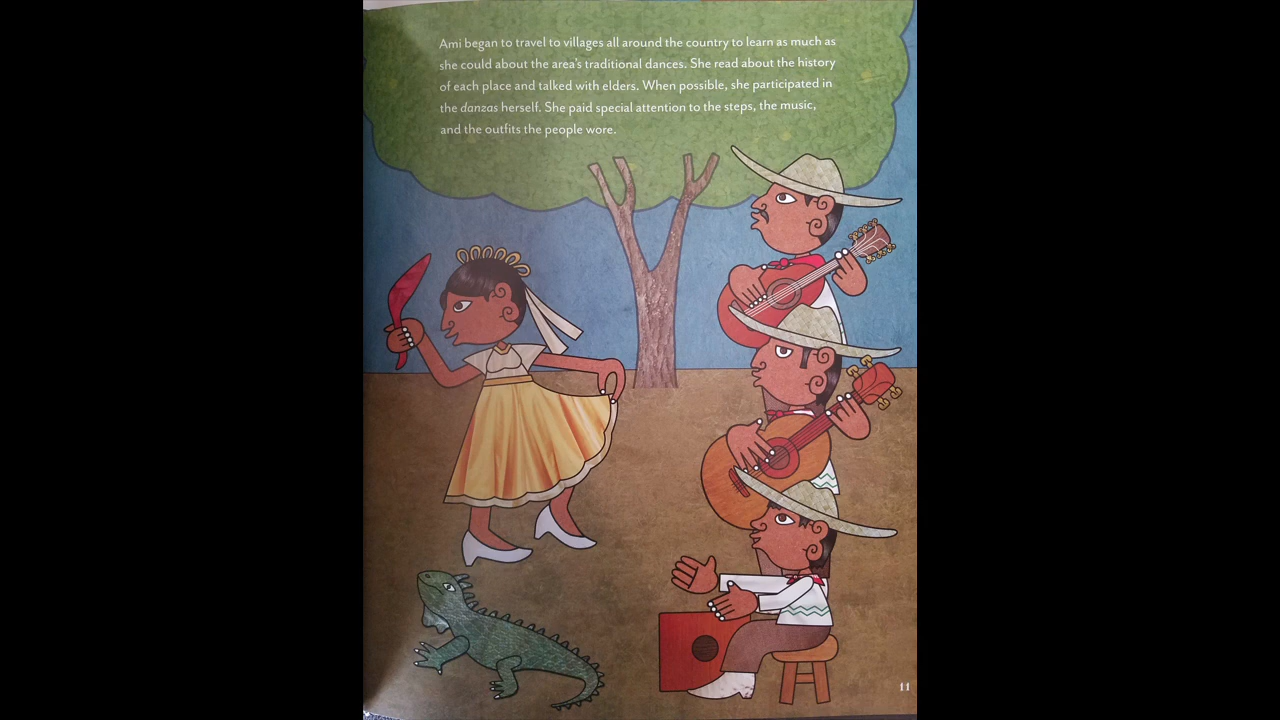 Ami began to travel to villages all around the country to learn as much as
she could about the area's traditional dances. She read about the history
of each place and talked with elders. When possible, she participated in
the danzas herself. She paid special attention to the steps, the music,
and the outfits the people wore.
11